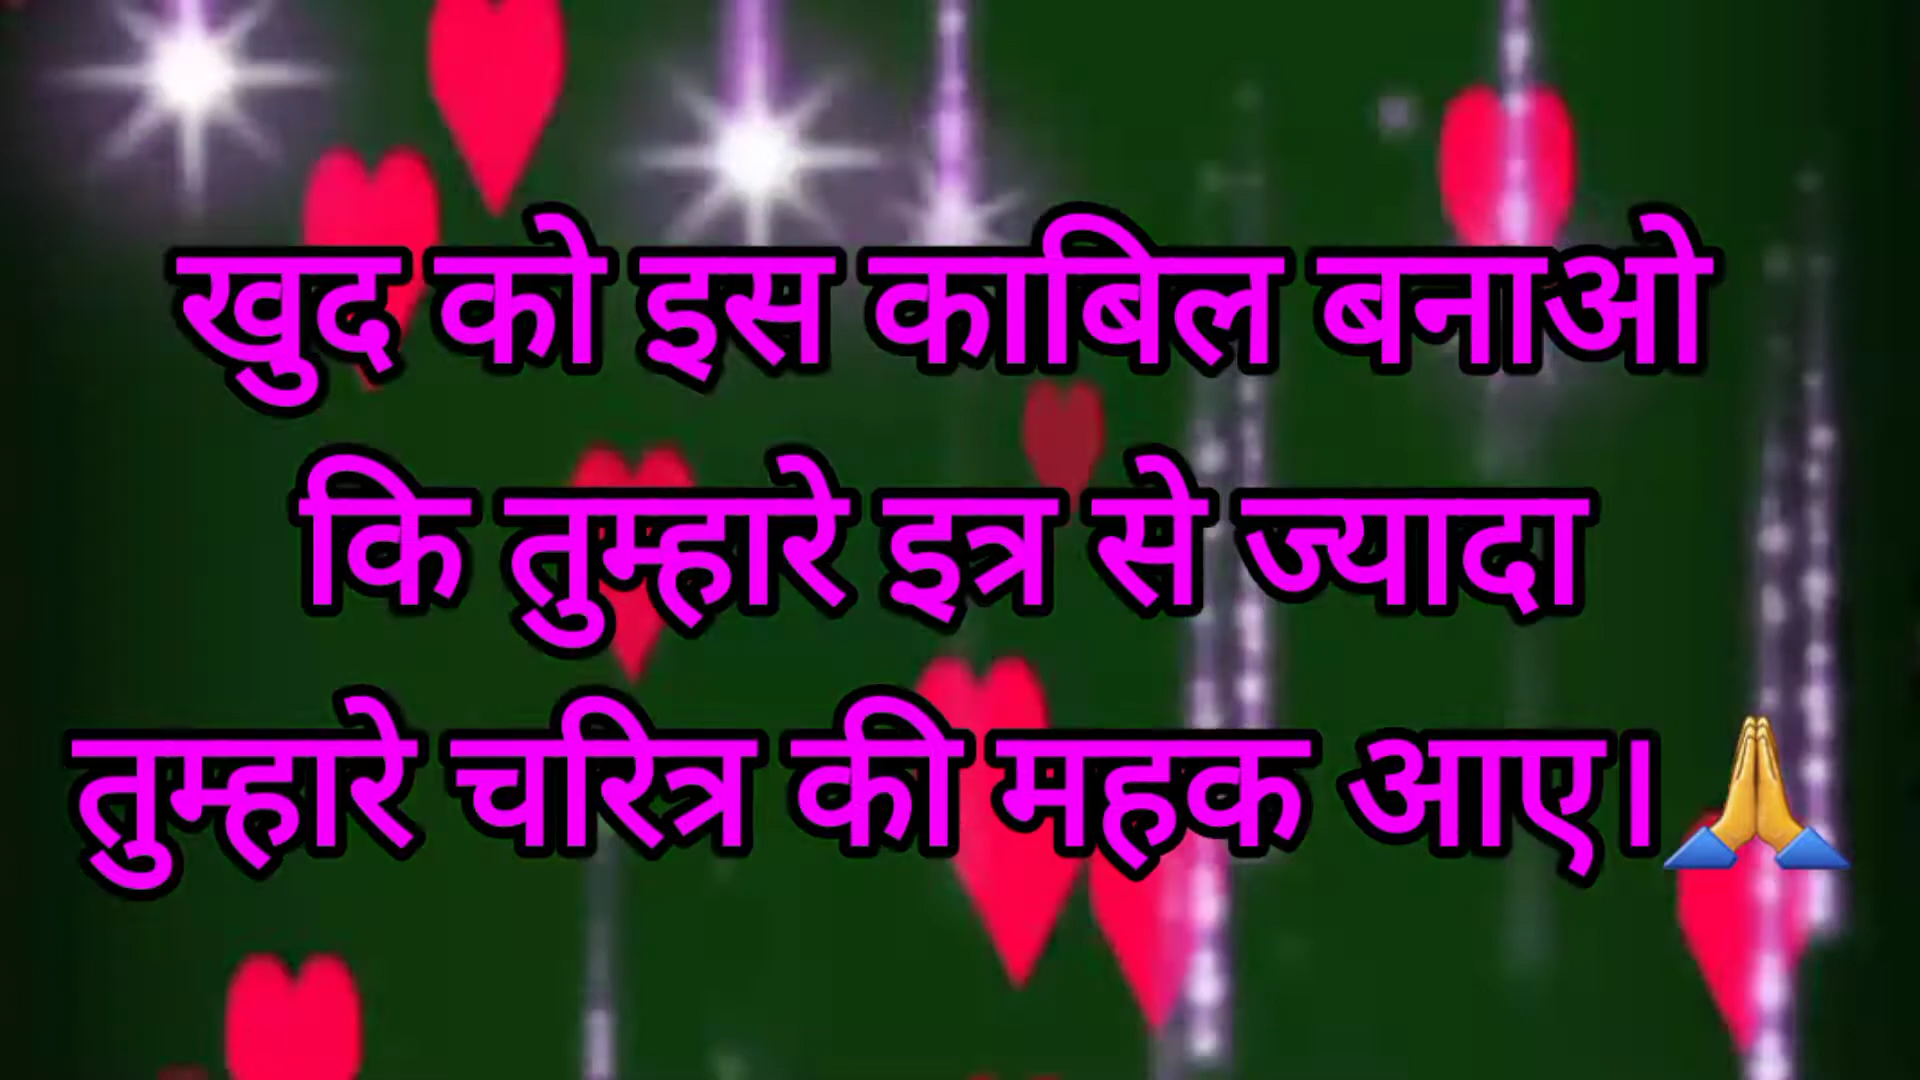 खुद को इस काबिल बनाओ
कि तुम्हारे इत्र से ज्यादा
तुम्हारे चरित्र की महक आए।🙏